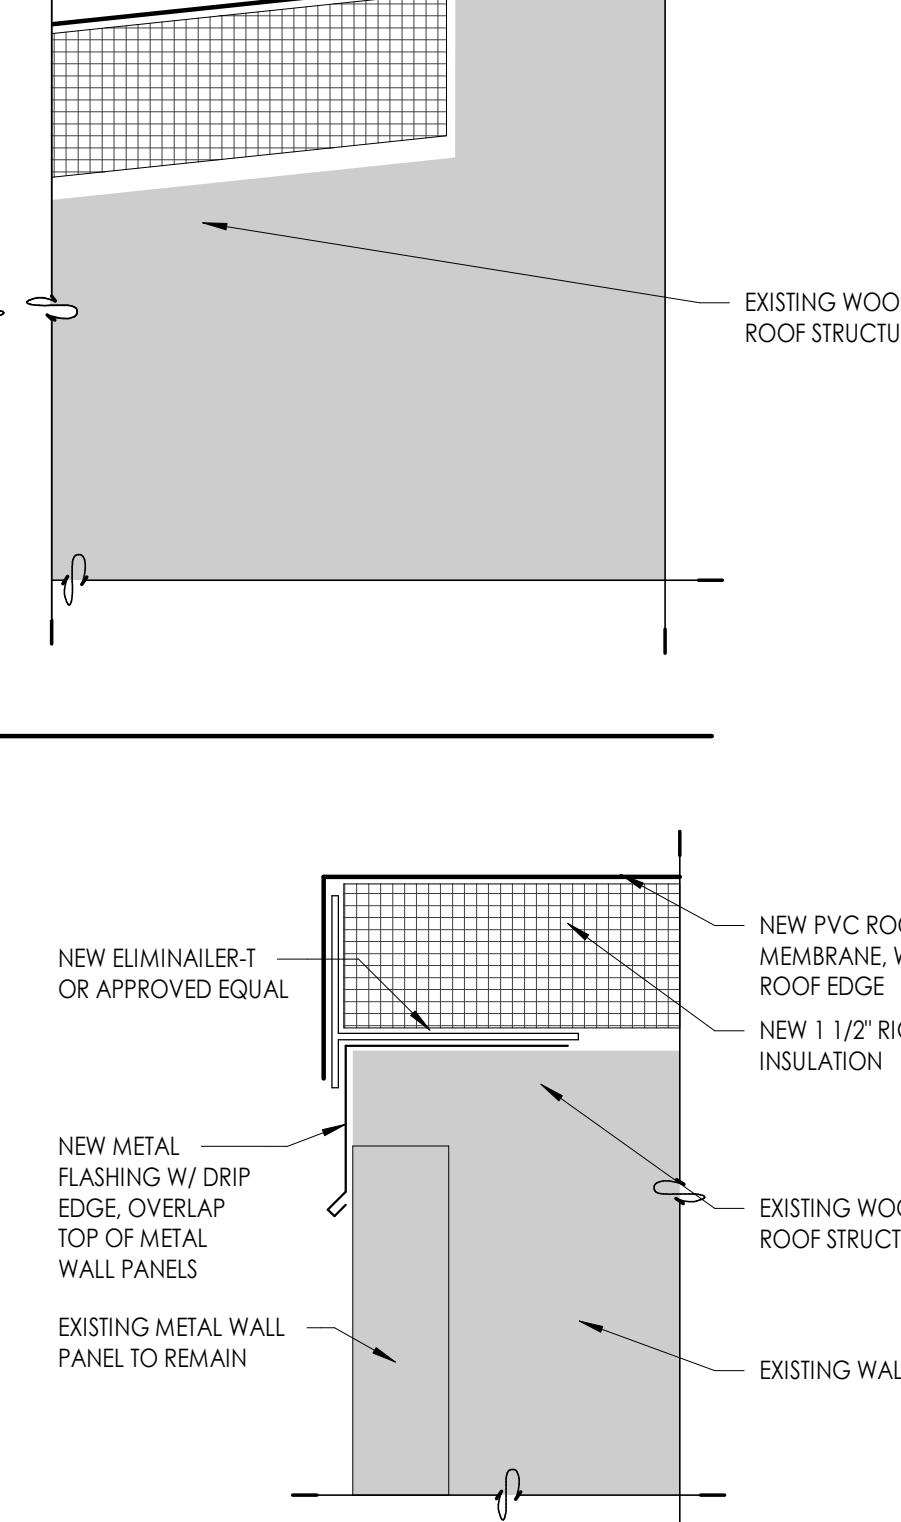 EXISTING WOO
ROOF STRUCTU
NEW ELIMINAILER-T
OR APPROVED EQUAL
NEW PVC ROO
MEMBRANE, W
ROOF EDGE
NEW 1 1/2" RIG
INSULATION
NEW METAL
FLASHING W/ DRIP
EDGE, OVERLAP
TOP OF METAL
WALL PANELS
EXISTING WOO
ROOF STRUCT
EXISTING METAL WALL
PANEL TO REMAIN
EXISTING WAL